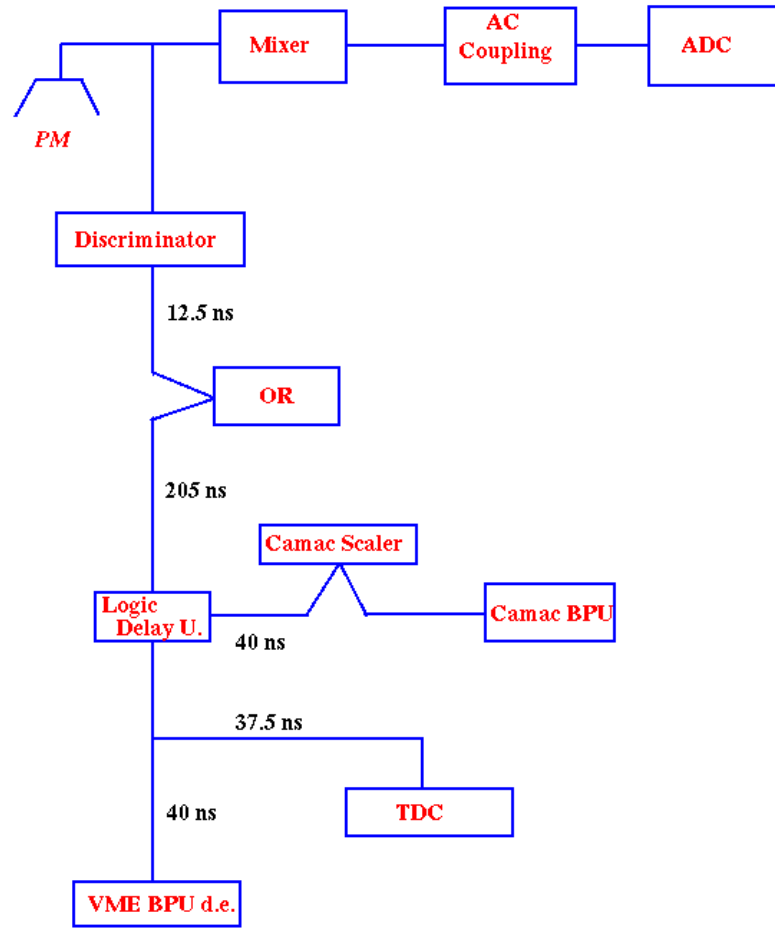 Mixer
AC
Coupling
ADC
PM
Discriminator
12.5 ns
OR
205 ns
Camac Scaler
Logic
Delay U.
40 ns
Camac BPU
37.5 ns
TDC
40 ns
VME BPU d.e.